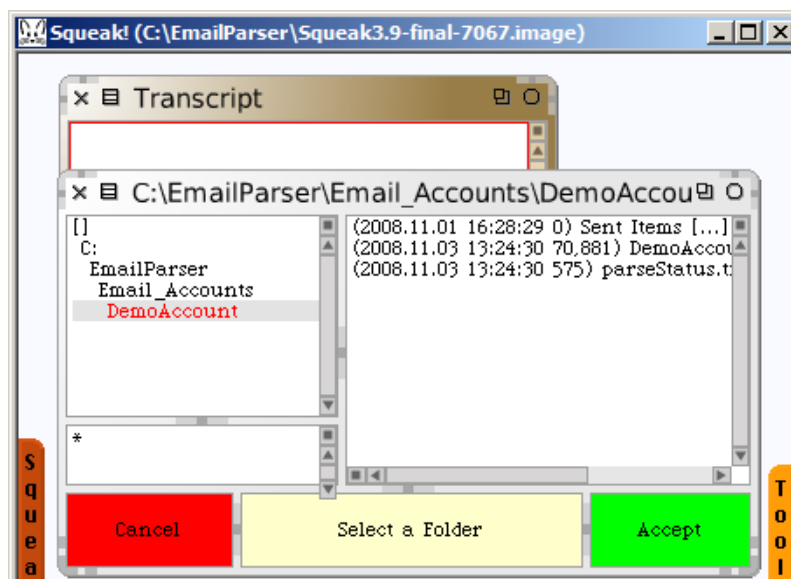 Squeak! (C:\EmailParser\Squeak3.9-final-7067.image)
Transcript
C:\EmailParser\Email_Accounts\DemoAccou
[]
C:
EmailParser
Email_Accounts
DemoAccount
(2008.11.01 16:28:29 0) Sent Items [...]
(2008.11.03 13:24:30 70,881) DemoAccou
(2008.11.03 13:24:30 575) parseStatus.t
*
Cancel
Select a Folder
Accept
Squea
Tool